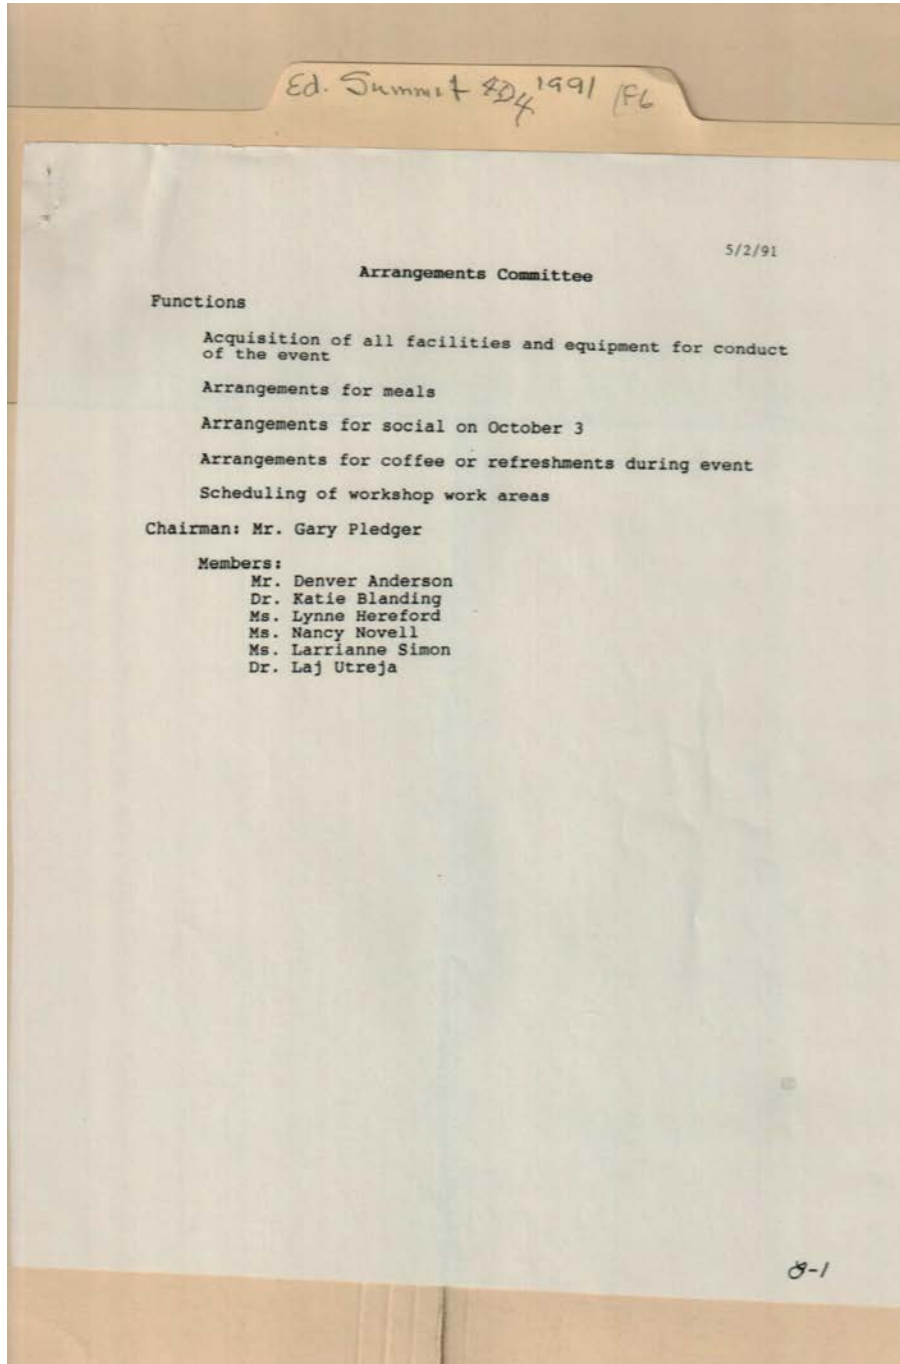 Ed. Summit 1991
5/2/91
Arrangements Committee
Functions
Acquisition of all facilities and equipment for conduct
of the event
Arrangements for meals
Arrangements for social on October 3
Arrangements for coffee or refreshments during event
Scheduling of workshop work areas
Chairman: Mr. Gary Pledger
Members:
Mr. Denver Anderson
Dr. Katie Blanding
Ms. Lynne Hereford
Ms. Nancy Novell
Ms. Larrianne Simon
Dr. Laj Utreja